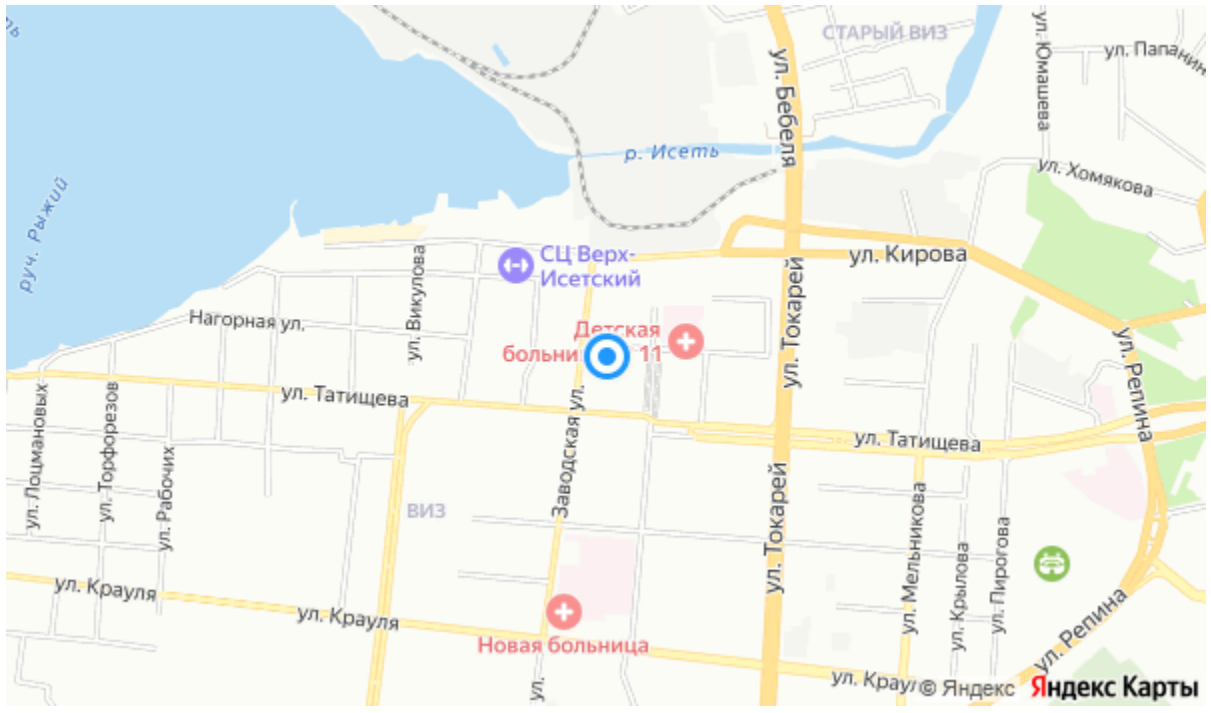 СТАРЫЙ ВИЗ
ул. Юмашева
ул. Папанин
ул. Бебеля
р. Исеть
ул. Хомякова
руч. Рыжий
СЦ Верх-
Исетский
ул. Викулова
ул. Кирова
Нагорная ул.
Детская
больни
11
ул. Токарей
ул. Репина
ул. Татищева
Заводская ул.
ул. Татищева
ул. Лоцмановых
ул. Торфорезов
ул. Рабочих
ВИЗ
ул. Токарей
ул. Мельникова
ул. Крылова
ул. Пирогова
ул. Крауля
ул. Крауля
Новая больница
ул. Репина
ул.
ул. Краул
© Яндекс
Яндекс Карты